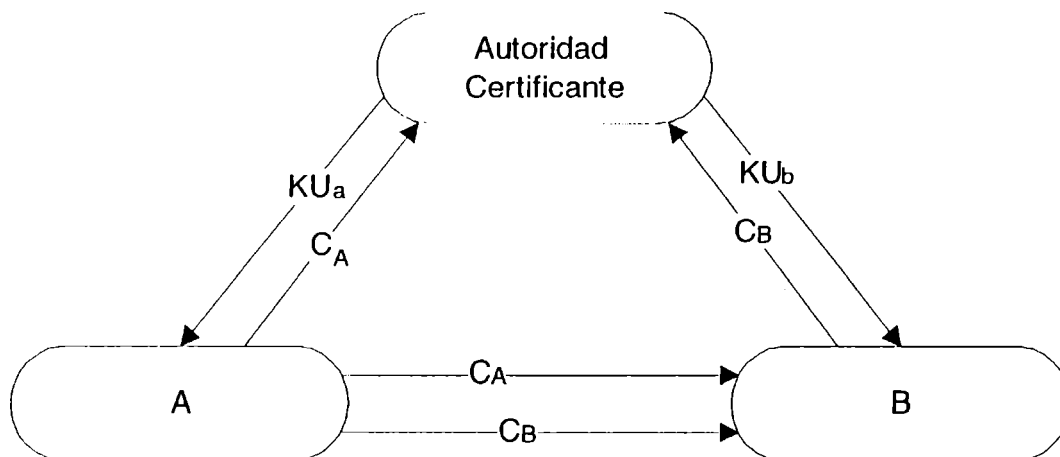 Autoridad
Certificante
KUa
KUb
CA
CB
CA
A
B
CB